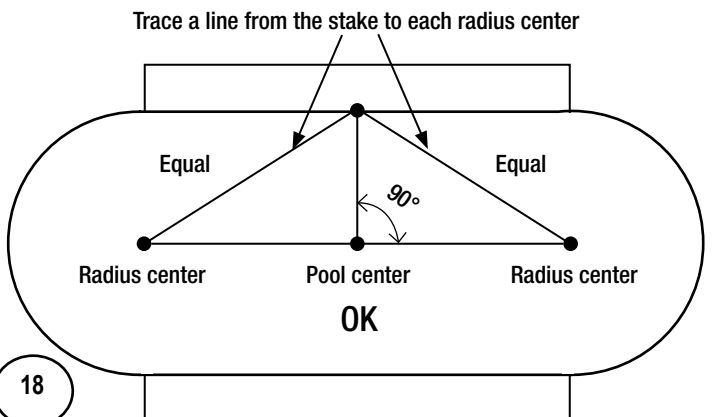 Trace a line from the stake to each radius center
Equal
Equal
90°
Radius center
Pool center
Radius center
OK
18